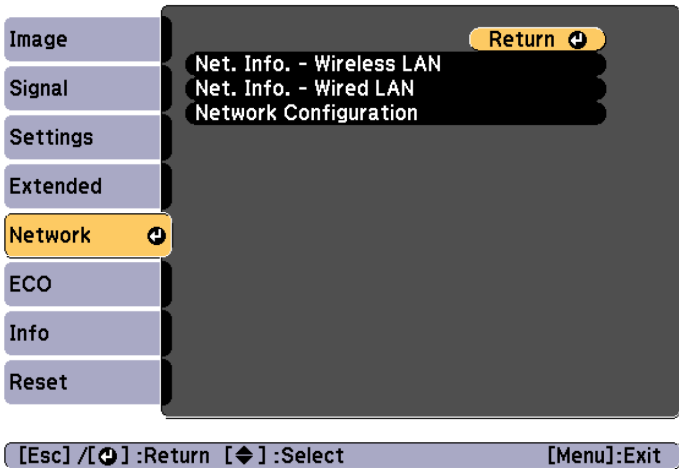 Image
Signal
Settings
Extended
Network
ECO
Info
Reset
Return
Net. Info. - Wireless LAN
Net. Info. - Wired LAN
Network Configuration
[Esc] /[⏎] :Return [◆] :Select [Menu]:Exit